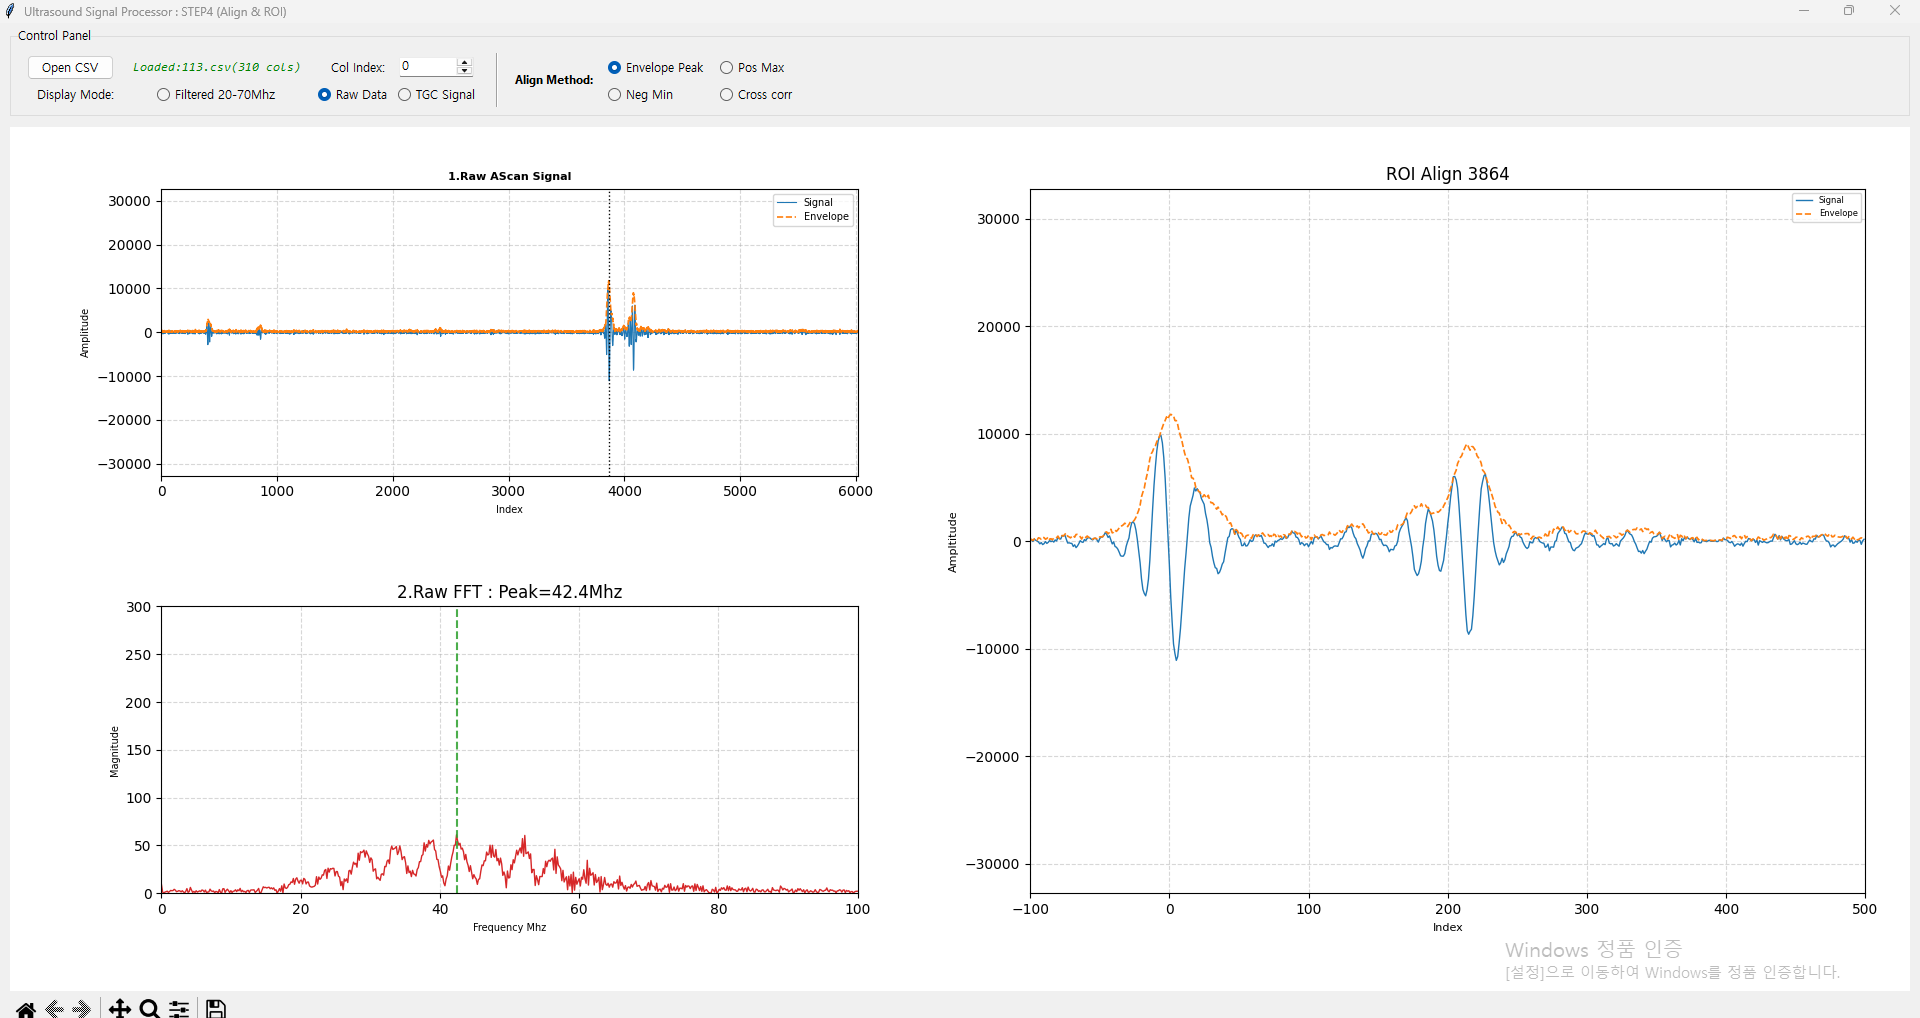 Ultrasound Signal Processor : STEP4 (Align & ROI)
Control Panel
Open CSV Loaded:113.csv(310 cols) Col Index: 0 Align Method: Envelope Peak Pos Max
Display Mode: Filtered 20-70Mhz Raw Data TGC Signal Neg Min Cross corr
1.Raw AScan Signal
Signal
Envelope
30000
20000
10000
0
−10000
−20000
−30000
Amplitude
0 1000 2000 3000 4000 5000 6000
Index
2.Raw FFT : Peak=42.4Mhz
300
250
200
150
100
50
0
Magnitude
0 20 40 60 80 100
Frequency Mhz
ROI Align 3864
Signal
Envelope
30000
20000
10000
0
−10000
−20000
−30000
Ampltitude
−100 0 100 200 300 400 500
Index
Windows 정품 인증
[설정]으로 이동하여 Windows를 정품 인증합니다.